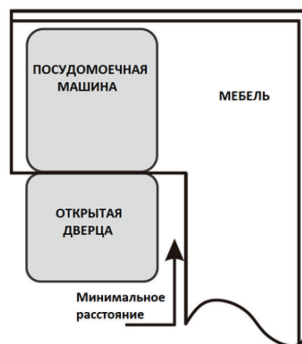 ПОСУДОМОЕЧНАЯ
МАШИНА
МЕБЕЛЬ
ОТКРЫТАЯ
ДВЕРЦА
Минимальное
расстояние